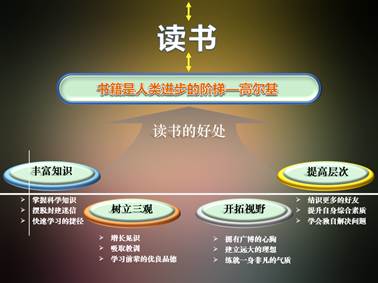 读书
书籍是人类进步的阶梯—高尔基
读书的好处
丰富知识
掌握科学知识
摆脱封建迷信
快速学习的捷径
树立三观
增长见识
吸取教训
学习前辈的优良品德
开拓视野
拥有广博的心胸
建立远大的理想
练就一身非凡的气质
提高层次
结识更多的好友
提升自身综合素质
学会独自解决问题